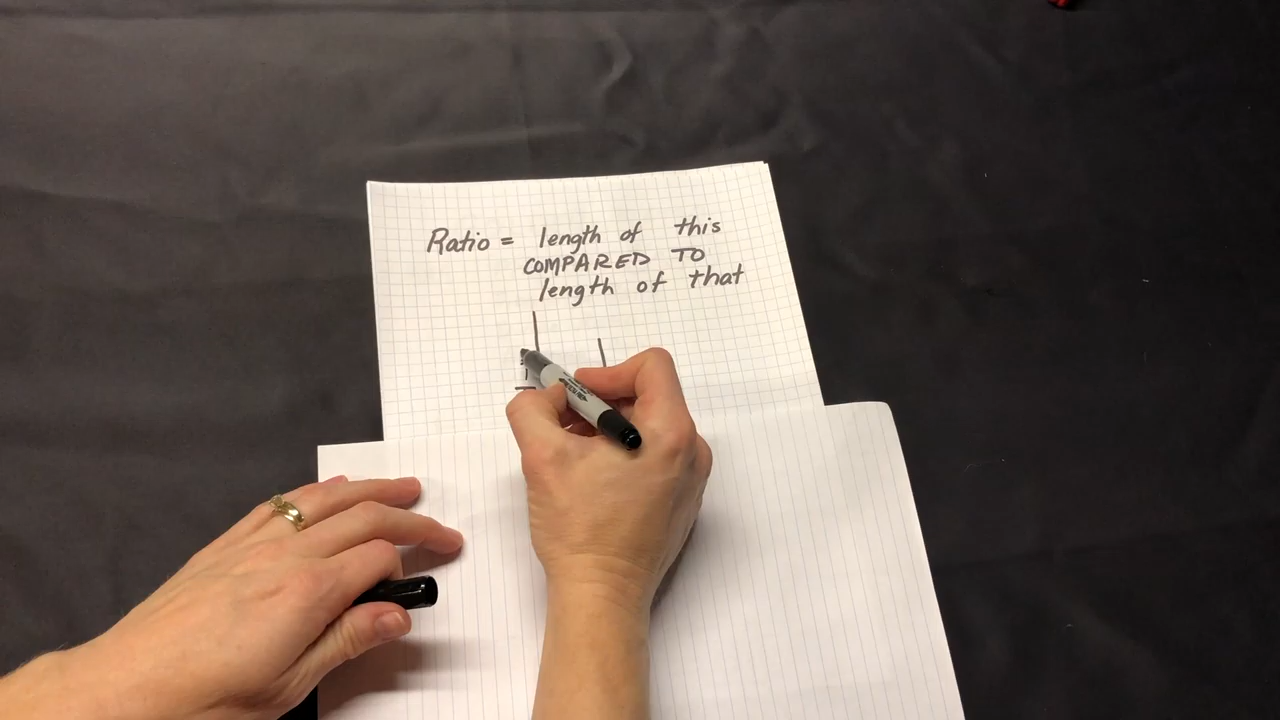 Ratio = length of this
COMPARED TO
length of that